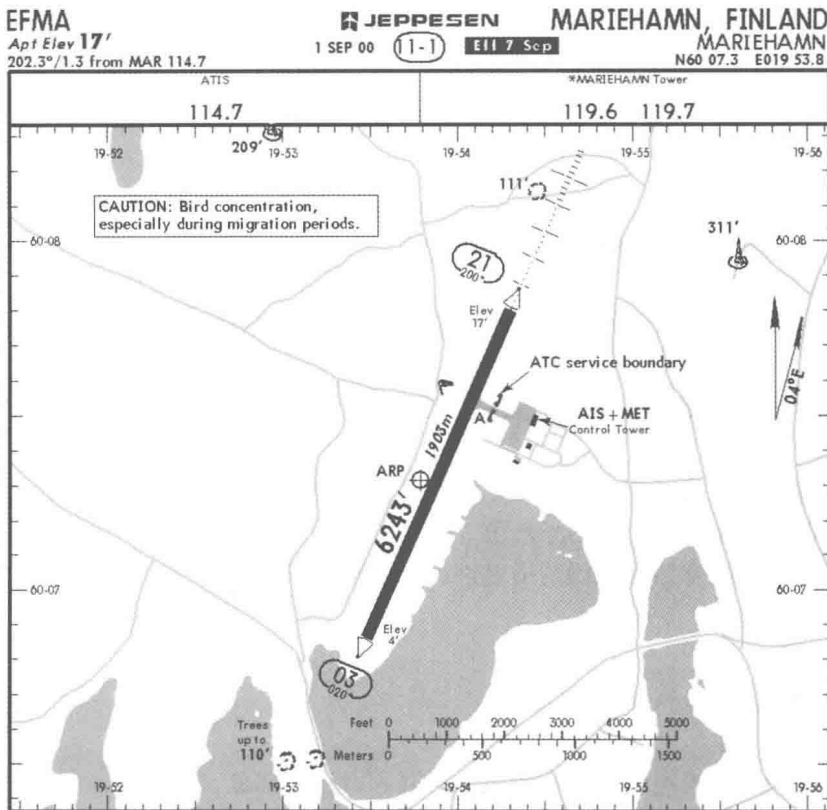 EFMA
JEPPESEN
MARIEHAMN, FINLAND
Apt Elev 17'
1 SEP 00
11-1
Eff 7 Sep
MARIEHAMN
202.3°/1.3 from MAR 114.7
N60 07.3 E019 53.8
ATIS
*MARIEHAMN Tower
114.7
119.6 119.7
19-52
19-53
19-54
19-55
19-56
209'
111'
CAUTION: Bird concentration,
especially during migration periods.
311'
60-08
60-08
21
200°
Elev
17'
04°E
ATC service boundary
A
AIS + MET
Control Tower
1903m
ARP
6243'
60-07
60-07
Elev
4'
03
020°
Trees
up to
110'
Feet 0 1000 2000 3000 4000 5000
Meters 0 500 1000 1500
19-52
19-53
19-54
19-55
19-56